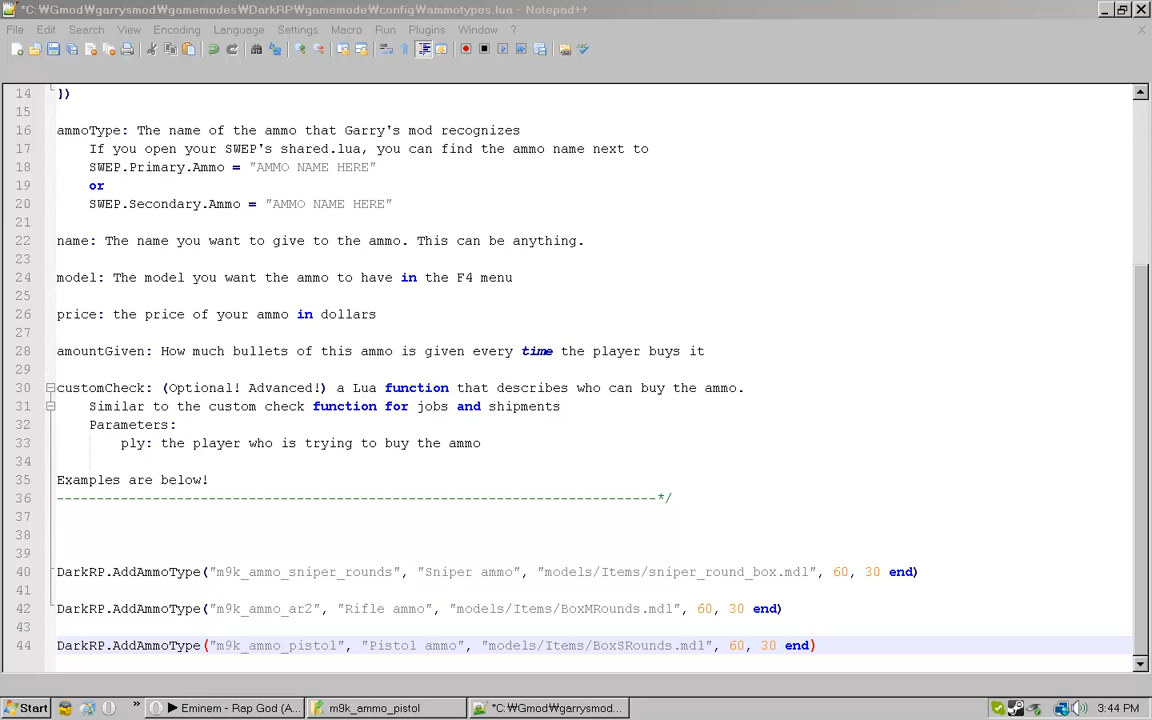 *C:₩Gmod₩garrysmod₩gamemodes₩DarkRP₩gamemode₩config₩ammotypes.lua - Notepad++
File Edit Search View Encoding Language Settings Macro Run Plugins Window ? X
14 })
15
16 ammoType: The name of the ammo that Garry's mod recognizes
17 If you open your SWEP's shared.lua, you can find the ammo name next to
18 SWEP.Primary.Ammo = "AMMO NAME HERE"
19 or
20 SWEP.Secondary.Ammo = "AMMO NAME HERE"
21
22 name: The name you want to give to the ammo. This can be anything.
23
24 model: The model you want the ammo to have in the F4 menu
25
26 price: the price of your ammo in dollars
27
28 amountGiven: How much bullets of this ammo is given every time the player buys it
29
30 customCheck: (Optional! Advanced!) a Lua function that describes who can buy the ammo.
31 Similar to the custom check function for jobs and shipments
32 Parameters:
33 ply: the player who is trying to buy the ammo
34
35 Examples are below!
36 ---------------------------------------------------------------------------*/
37
38
39
40 DarkRP.AddAmmoType("m9k_ammo_sniper_rounds", "Sniper ammo", "models/Items/sniper_round_box.mdl", 60, 30 end)
41
42 DarkRP.AddAmmoType("m9k_ammo_ar2", "Rifle ammo", "models/Items/BoxMRounds.mdl", 60, 30 end)
43
44 DarkRP.AddAmmoType("m9k_ammo_pistol", "Pistol ammo", "models/Items/BoxSRounds.mdl", 60, 30 end)
Start » ▶ Eminem - Rap God (A... m9k_ammo_pistol *C:₩Gmod₩garrysmod... 3:44 PM